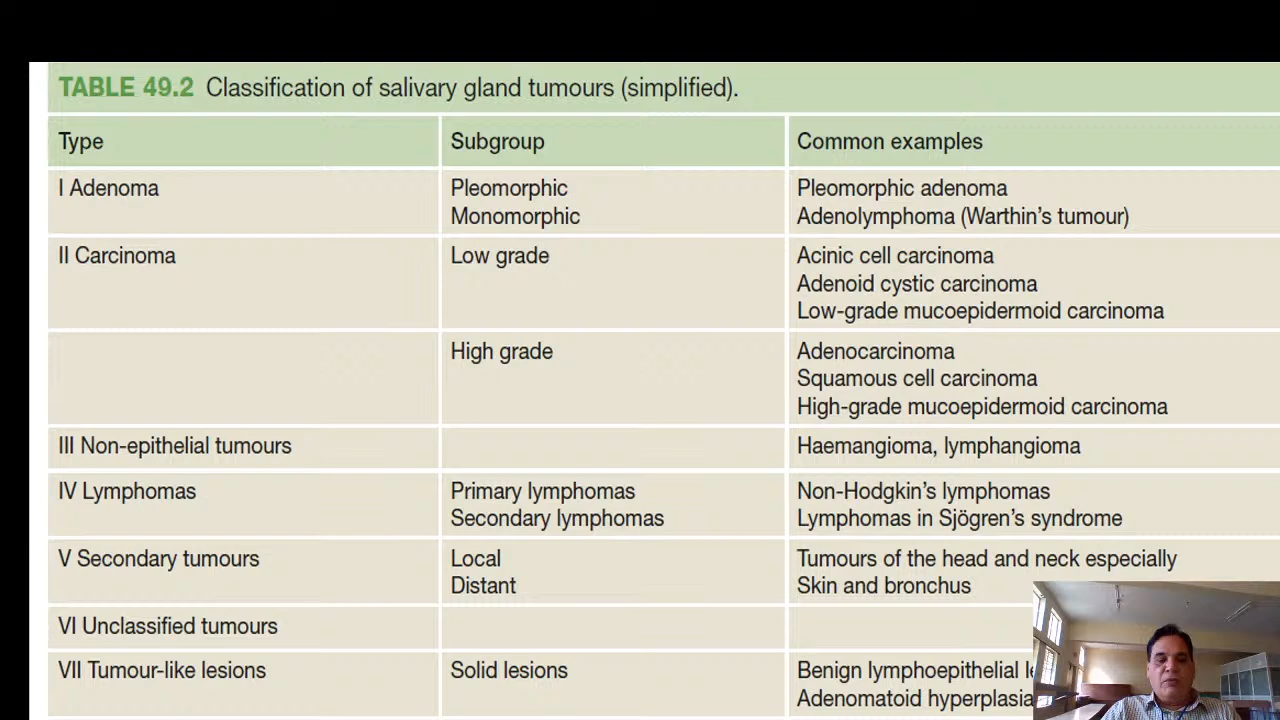 TABLE 49.2 Classification of salivary gland tumours (simplified).
Type Subgroup Common examples
I Adenoma Pleomorphic Pleomorphic adenoma
Monomorphic Adenolymphoma (Warthin's tumour)
II Carcinoma Low grade Acinic cell carcinoma
Adenoid cystic carcinoma
Low-grade mucoepidermoid carcinoma
High grade Adenocarcinoma
Squamous cell carcinoma
High-grade mucoepidermoid carcinoma
III Non-epithelial tumours Haemangioma, lymphangioma
IV Lymphomas Primary lymphomas Non-Hodgkin's lymphomas
Secondary lymphomas Lymphomas in Sjögren's syndrome
V Secondary tumours Local Tumours of the head and neck especially
Distant Skin and bronchus
VI Unclassified tumours
VII Tumour-like lesions Solid lesions Benign lymphoepithelial
Adenomatoid hyperplasia